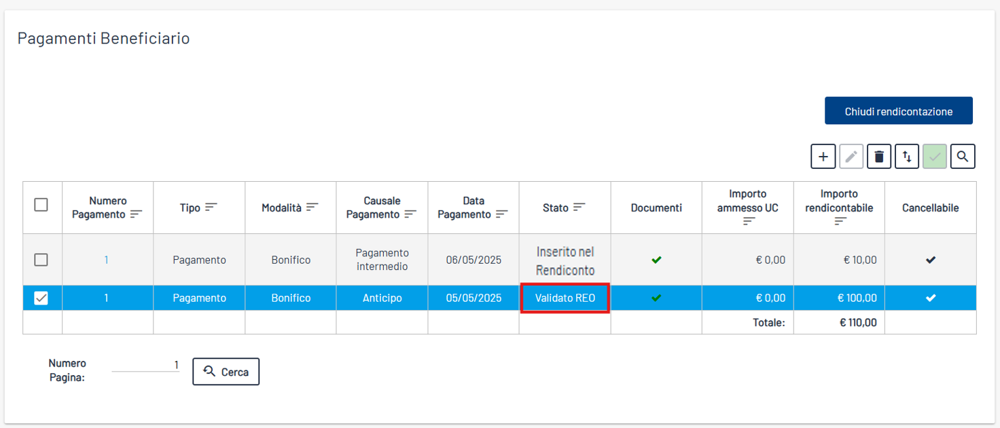 Pagamenti Beneficiario
Chiudi rendicontazione
Numero Pagamento
Tipo
Modalità
Causale Pagamento
Data Pagamento
Stato
Documenti
Importo ammesso UC
Importo rendicontabile
Cancellabile
1 Pagamento Bonifico Pagamento intermedio 06/05/2025 Inserito nel Rendiconto € 0,00 € 10,00
1 Pagamento Bonifico Anticipo 05/05/2025 Validato REO € 0,00 € 100,00
Totale: € 110,00
Numero
Pagina:
1
Cerca